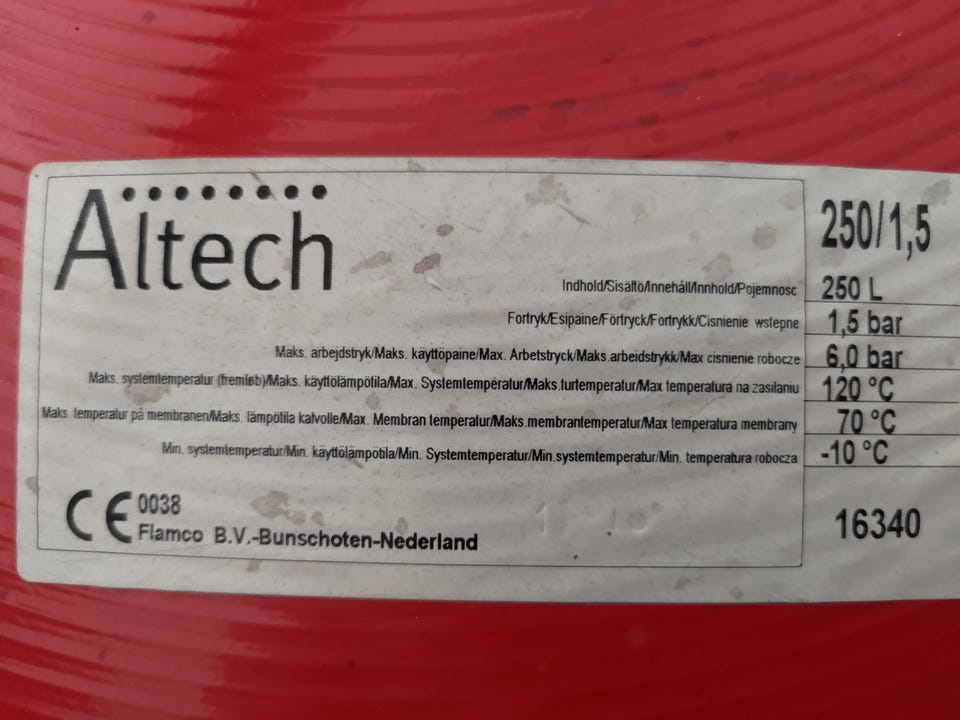 Altech
250/1,5
Indhold/Sisältö/Innehåll/Innhold/Pojemnosc 250 L
Fortryk/Esipaine/Förtryck/Fortrykk/Cisnienie wstepne 1,5 bar
Maks. arbejdstryk/Maks. käyttöpaine/Max. Arbetstryck/Maks.arbeidstrykk/Max cisnienie robocze 6,0 bar
Maks. systemtemperatur (fremløb)/Maks. käyttölämpötila/Max. Systemtemperatur/Maks.turtemperatur/Max temperatura na zasilaniu 120 °C
Maks. temperatur på membranen/Maks. lämpötila kalvolle/Max. Membran temperatur/Maks.membrantemperatur/Max temperatura membrany 70 °C
Min. systemtemperatur/Min. käyttölämpötila/Min. Systemtemperatur/Min.systemtemperatur/Min. temperatura robocza -10 °C
CE 0038
Flamco B.V.-Bunschoten-Nederland
16340